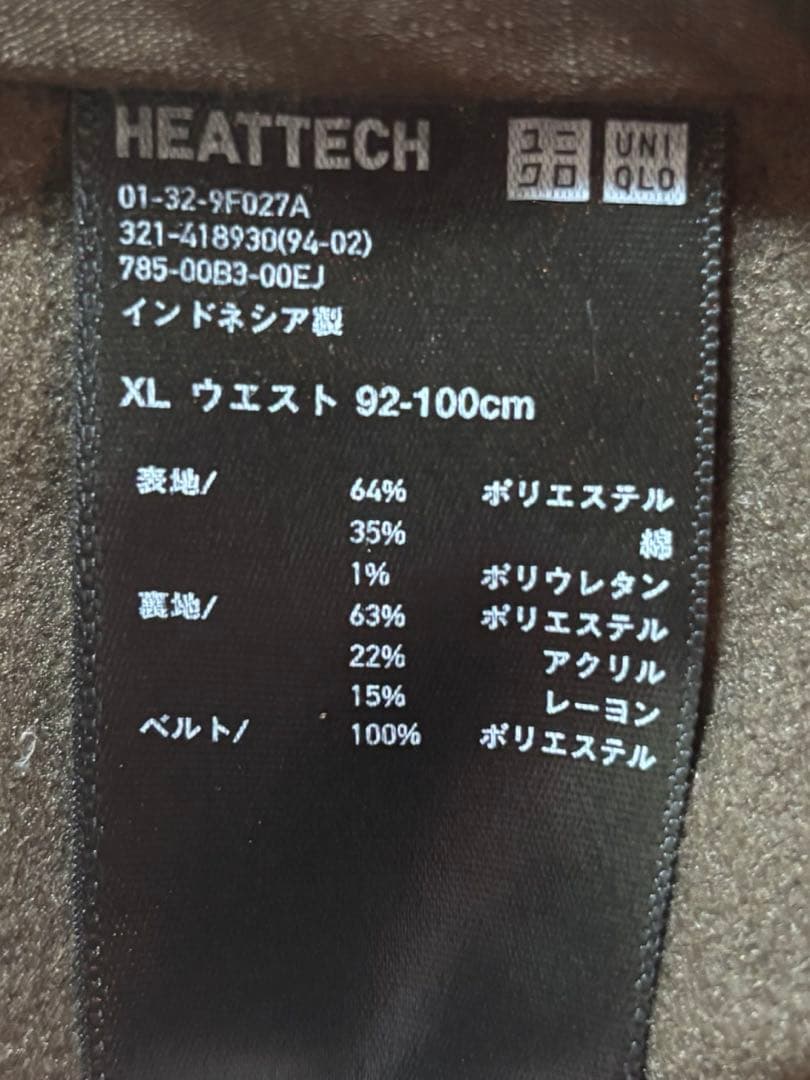 HEATTECH
ユニ
クロ
UNI
QLO
01-32-9F027A
321-418930(94-02)
785-00B3-00EJ
インドネシア製
XL ウエスト 92-100cm
表地/ 64% ポリエステル
35% 綿
1% ポリウレタン
裏地/ 63% ポリエステル
22% アクリル
15% レーヨン
ベルト/ 100% ポリエステル